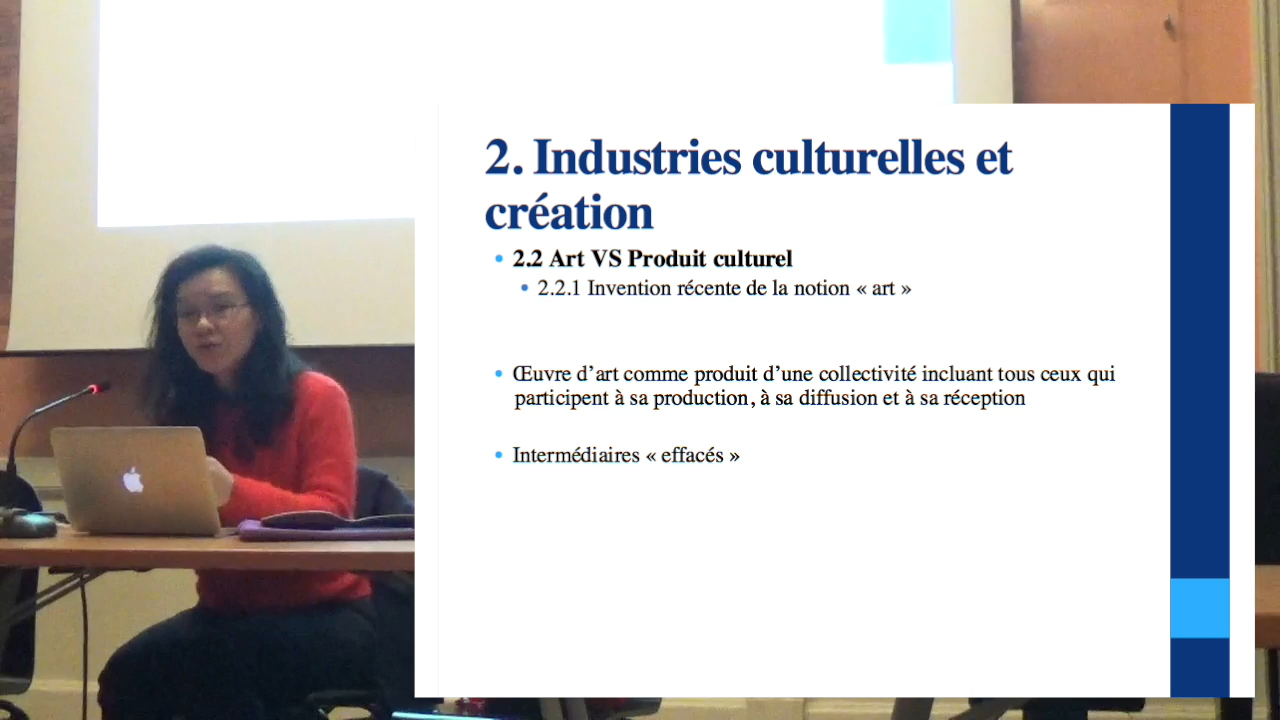 2. Industries culturelles et
création
2.2 Art VS Produit culturel
2.2.1 Invention récente de la notion « art »
Œuvre d’art comme produit d’une collectivité incluant tous ceux qui
participent à sa production, à sa diffusion et à sa réception
Intermédiaires « effacés »